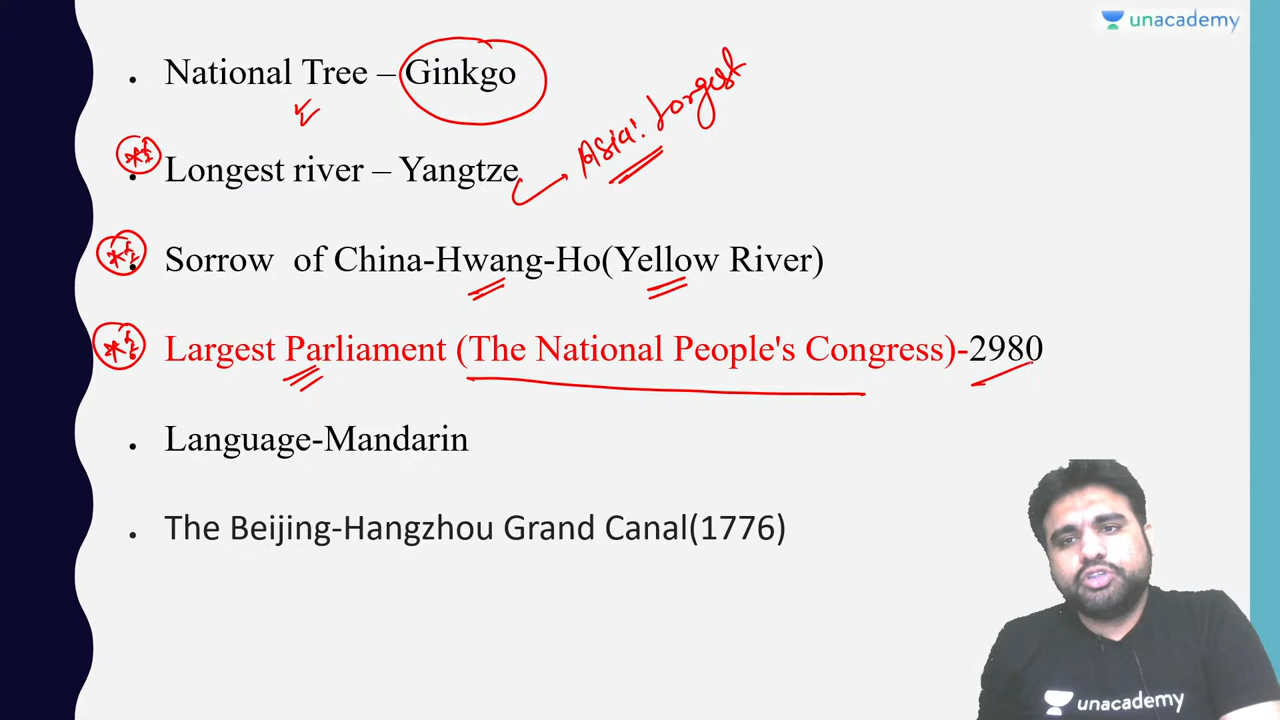 unacademy
National Tree – Ginkgo
Asia: Longest
Longest river – Yangtze
Sorrow of China-Hwang-Ho(Yellow River)
Largest Parliament (The National People's Congress)-2980
Language-Mandarin
The Beijing-Hangzhou Grand Canal(1776)
unacademy